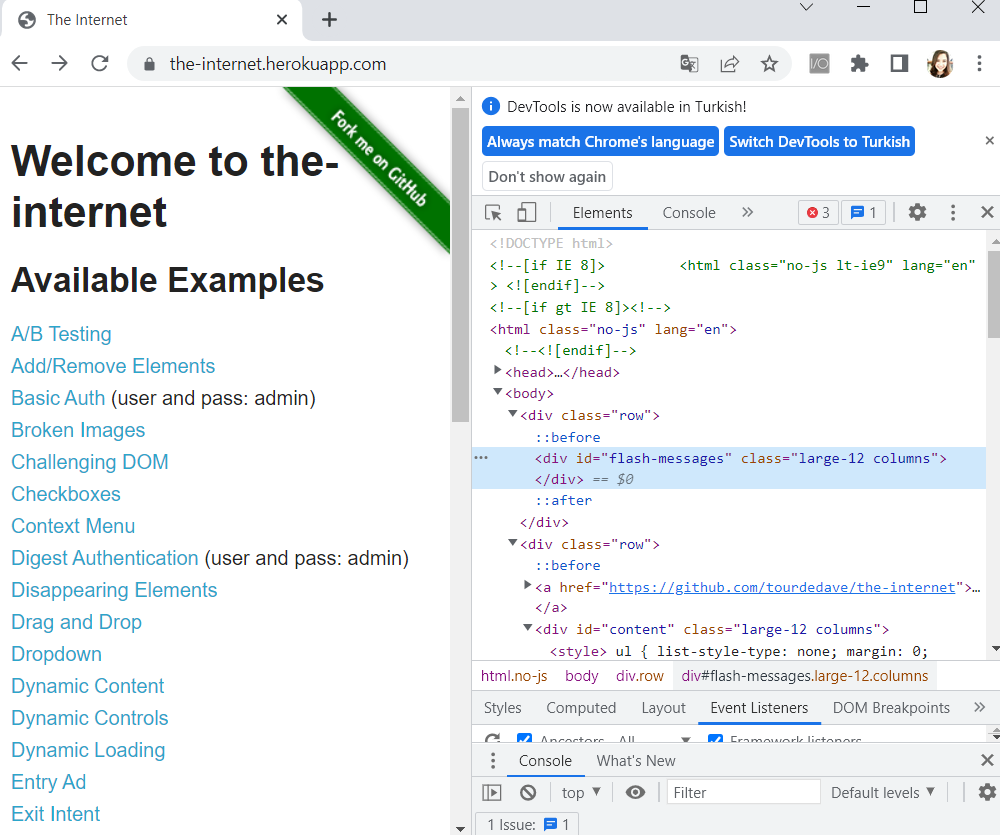 The Internet
the-internet.herokuapp.com
Fork me on GitHub
Welcome to the-
internet
Available Examples
A/B Testing
Add/Remove Elements
Basic Auth (user and pass: admin)
Broken Images
Challenging DOM
Checkboxes
Context Menu
Digest Authentication (user and pass: admin)
Disappearing Elements
Drag and Drop
Dropdown
Dynamic Content
Dynamic Controls
Dynamic Loading
Entry Ad
Exit Intent
DevTools is now available in Turkish!
Always match Chrome's language Switch DevTools to Turkish
Don't show again
Elements Console » 3 1
<!DOCTYPE html>
<!--[if IE 8]> <html class="no-js lt-ie9" lang="en"
> <![endif]-->
<!--[if gt IE 8]><!-->
<html class="no-js" lang="en">
<!--<![endif]-->
<head>…</head>
<body>
<div class="row">
::before
<div id="flash-messages" class="large-12 columns">
</div> == $0
::after
</div>
<div class="row">
::before
<a href="https://github.com/tourdedave/the-internet">…
</a>
<div id="content" class="large-12 columns">
<style> ul { list-style-type: none; margin: 0;
html.no-js body div.row div#flash-messages.large-12.columns
Styles Computed Layout Event Listeners DOM Breakpoints »
Ancestors All Framework listeners
Console What's New
top Filter Default levels
1 Issue: 1